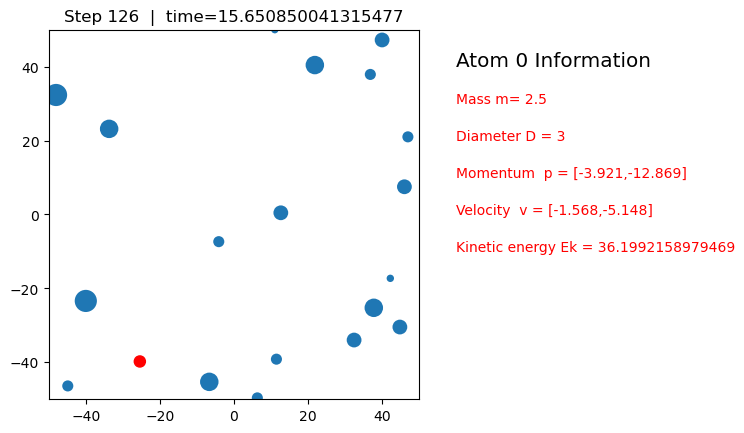 Step 126 | time=15.650850041315477
Atom 0 Information
Mass m= 2.5
Diameter D = 3
Momentum p = [-3.921,-12.869]
Velocity v = [-1.568,-5.148]
Kinetic energy Ek = 36.1992158979469
40
20
0
−20
−40
−40 −20 0 20 40